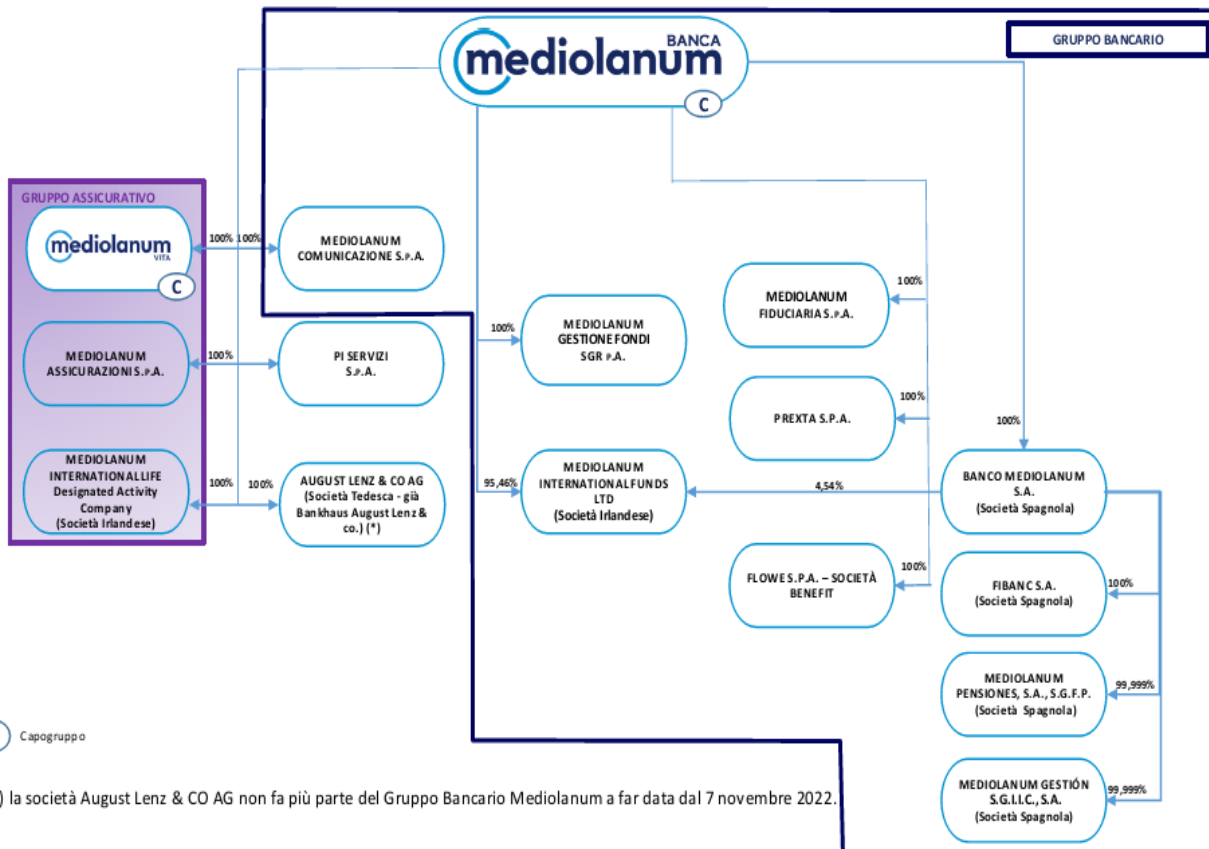 BANCA
mediolanum
C
GRUPPO BANCARIO
GRUPPO ASSICURATIVO
mediolanum
VITA
C
100%
100%
MEDIOLANUM
COMUNICAZIONE S.P.A.
MEDIOLANUM
ASSICURAZIONI S.P.A.
100%
PI SERVIZI
S.P.A.
MEDIOLANUM
INTERNATIONAL LIFE
Designated Activity
Company
(Società Irlandese)
100%
100%
AUGUST LENZ & CO AG
(Società Tedesca - già
Bankhaus August Lenz &
co.) (*)
100%
MEDIOLANUM
GESTIONE FONDI
SGR P.A.
95,46%
MEDIOLANUM
INTERNATIONAL FUNDS
LTD
(Società Irlandese)
4,54%
MEDIOLANUM
FIDUCIARIA S.P.A.
100%
PREXTA S.P.A.
100%
FLOWE S.P.A. – SOCIETÀ
BENEFIT
100%
100%
BANCO MEDIOLANUM
S.A.
(Società Spagnola)
FIBANC S.A.
(Società Spagnola)
100%
MEDIOLANUM
PENSIONES, S.A., S.G.F.P.
(Società Spagnola)
99,999%
MEDIOLANUM GESTIÓN
S.G.I.I.C., S.A.
(Società Spagnola)
99,999%
Capogruppo
) la società August Lenz & CO AG non fa più parte del Gruppo Bancario Mediolanum a far data dal 7 novembre 2022.